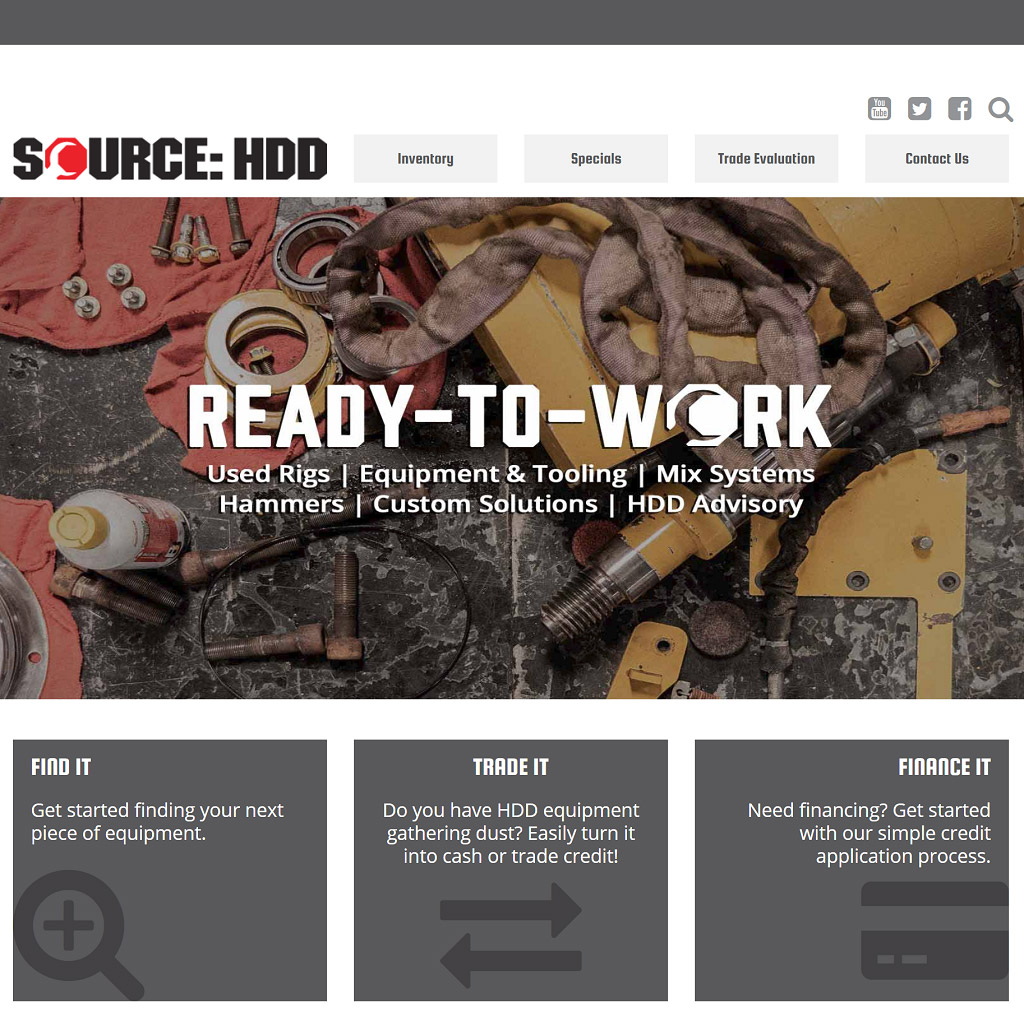 You
Tube
SOURCE: HDD
Inventory
Specials
Trade Evaluation
Contact Us
READY-TO-WORK
Used Rigs | Equipment & Tooling | Mix Systems
Hammers | Custom Solutions | HDD Advisory
FIND IT
Get started finding your next
piece of equipment.
TRADE IT
Do you have HDD equipment
gathering dust? Easily turn it
into cash or trade credit!
FINANCE IT
Need financing? Get started
with our simple credit
application process.